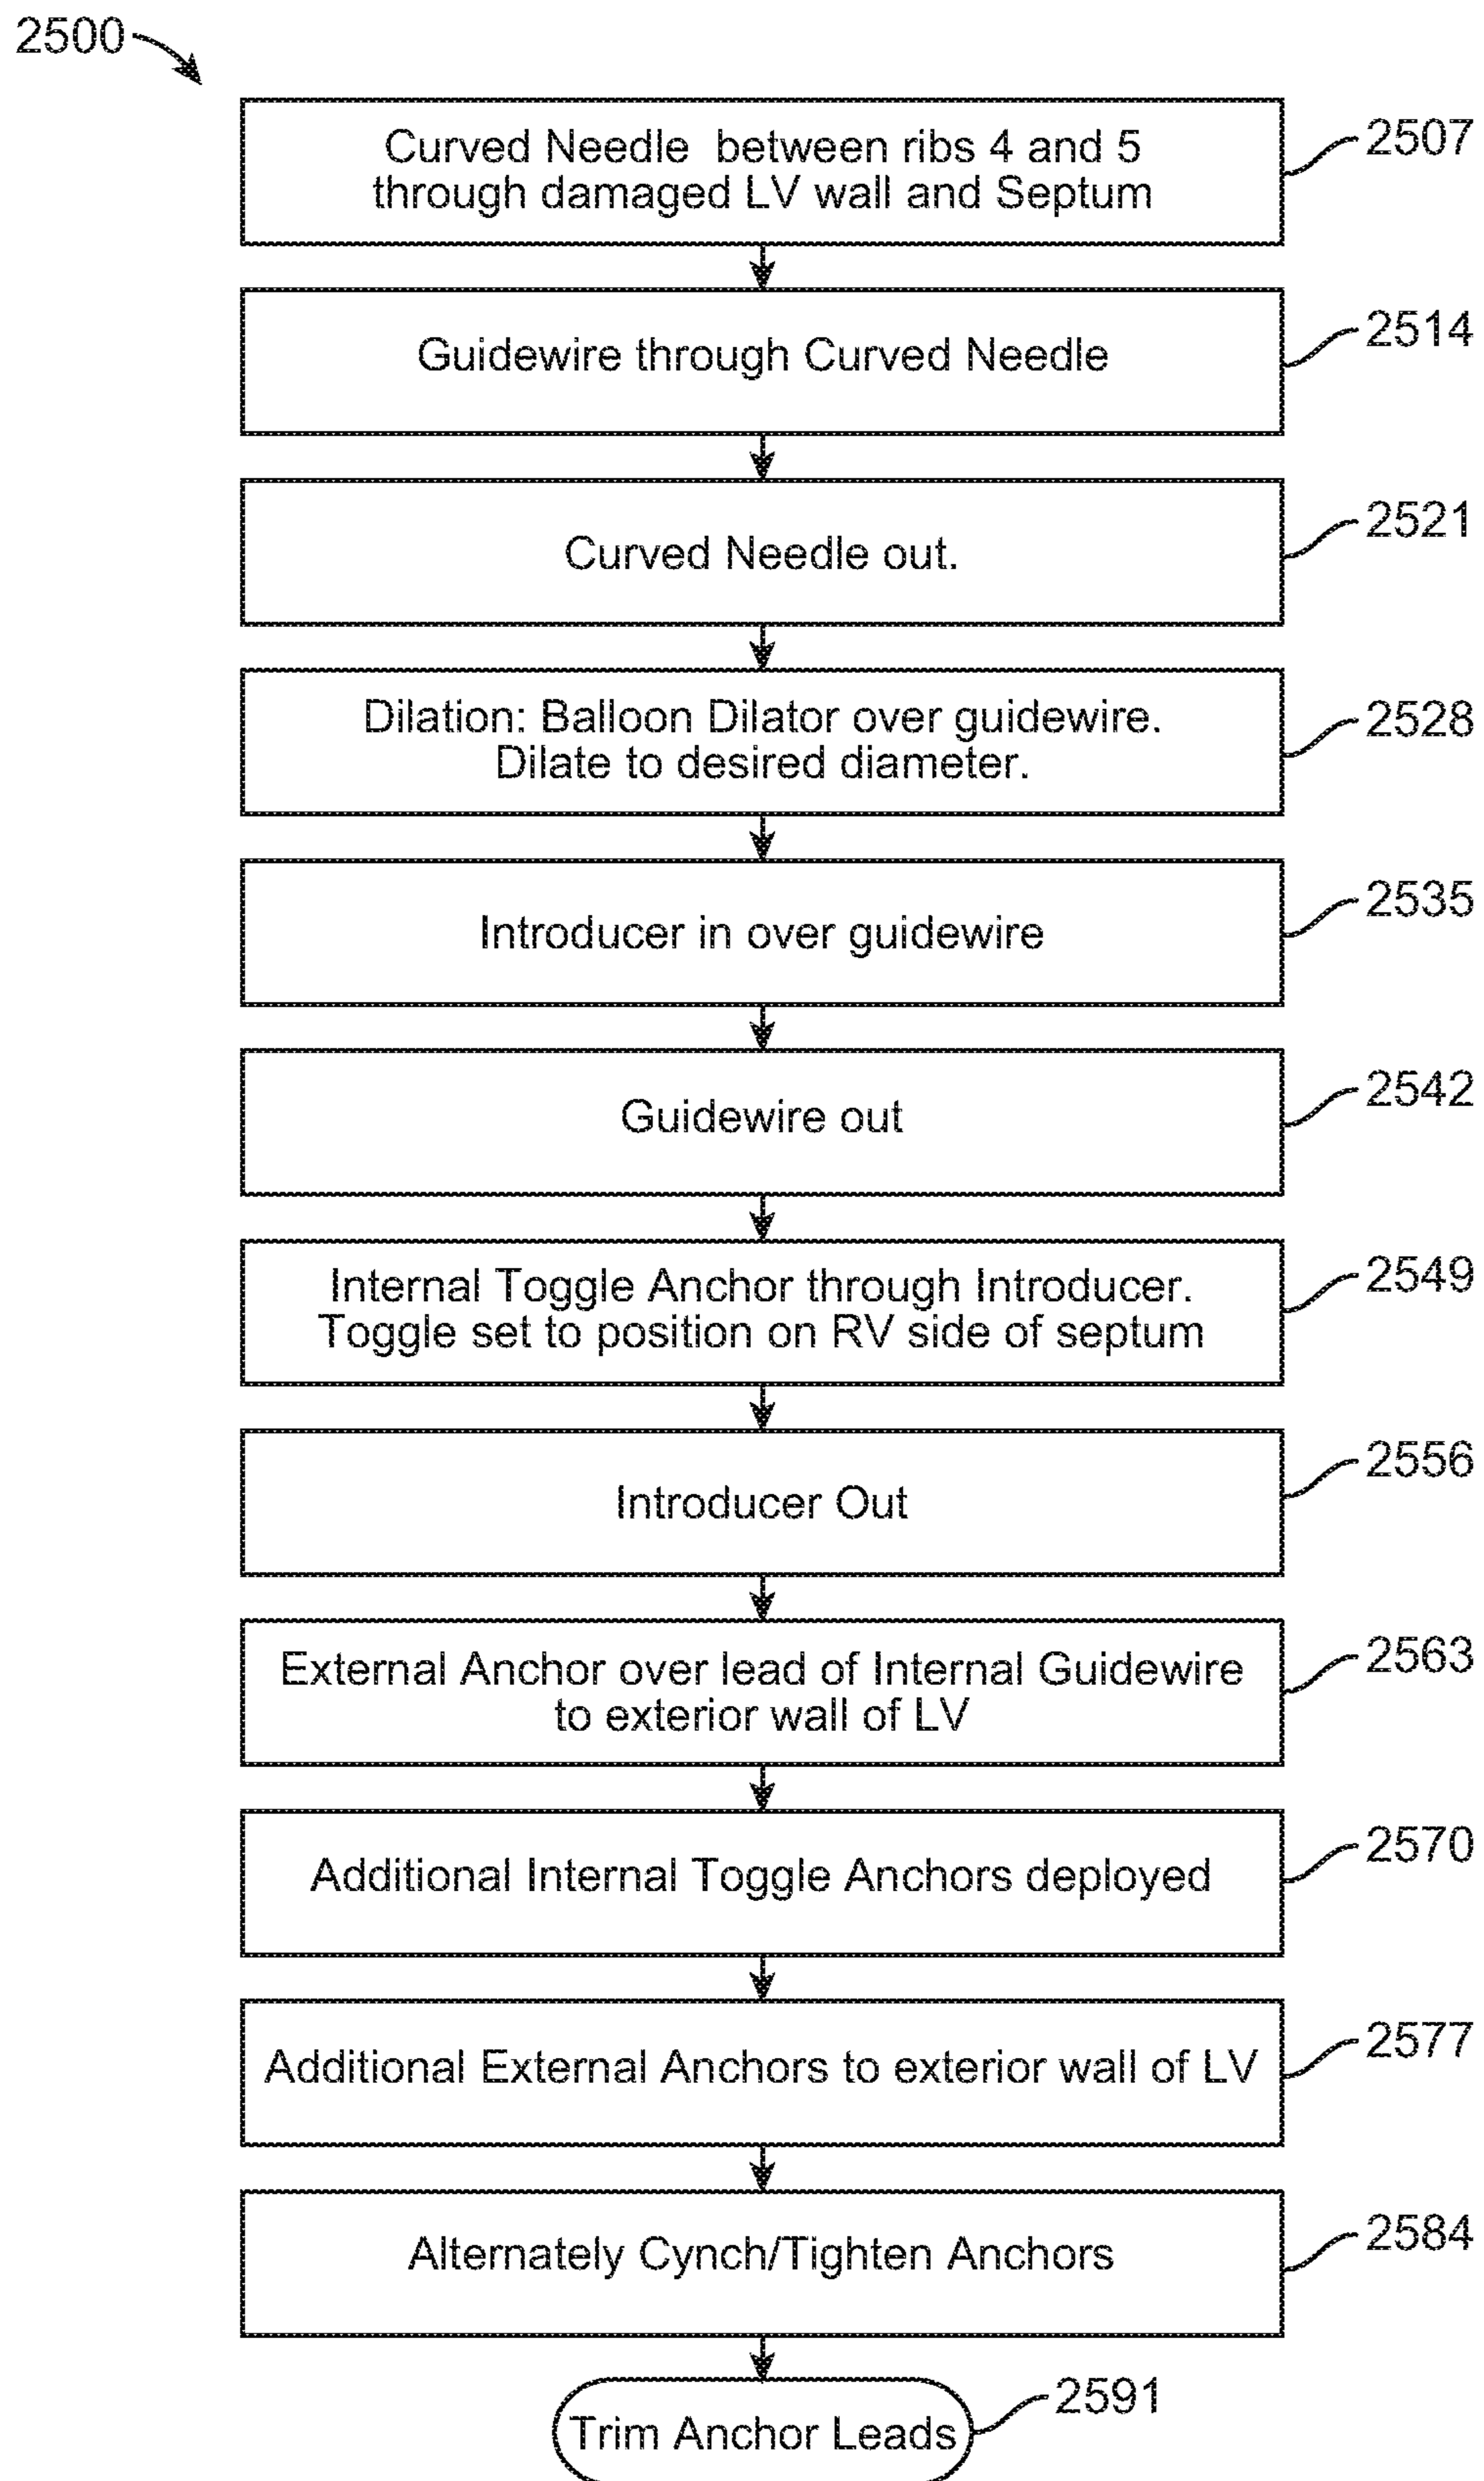 2500
Curved Needle between ribs 4 and 5
through damaged LV wall and Septum
2507
Guidewire through Curved Needle
2514
Curved Needle out.
2521
Dilation: Balloon Dilator over guidewire.
Dilate to desired diameter.
2528
Introducer in over guidewire
2535
Guidewire out
2542
Internal Toggle Anchor through Introducer.
Toggle set to position on RV side of septum
2549
Introducer Out
2556
External Anchor over lead of Internal Guidewire
to exterior wall of LV
2563
Additional Internal Toggle Anchors deployed
2570
Additional External Anchors to exterior wall of LV
2577
Alternately Cynch/Tighten Anchors
2584
Trim Anchor Leads
2591